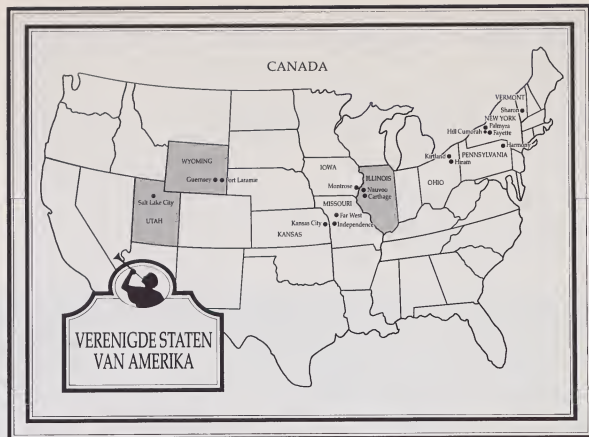 CANADA
VERMONT
Sharon
NEW YORK
Palmyra
Hill Cumorah
Fayette
Harmony
Kirtland
PENNSYLVANIA
Hiram
WYOMING
Guernsey
Fort Laramie
IOWA
ILLINOIS
OHIO
Montrose
Nauvoo
Carthage
MISSOURI
Salt Lake City
Far West
UTAH
Kansas City
Independence
KANSAS
VERENIGDE STATEN
VAN AMERIKA